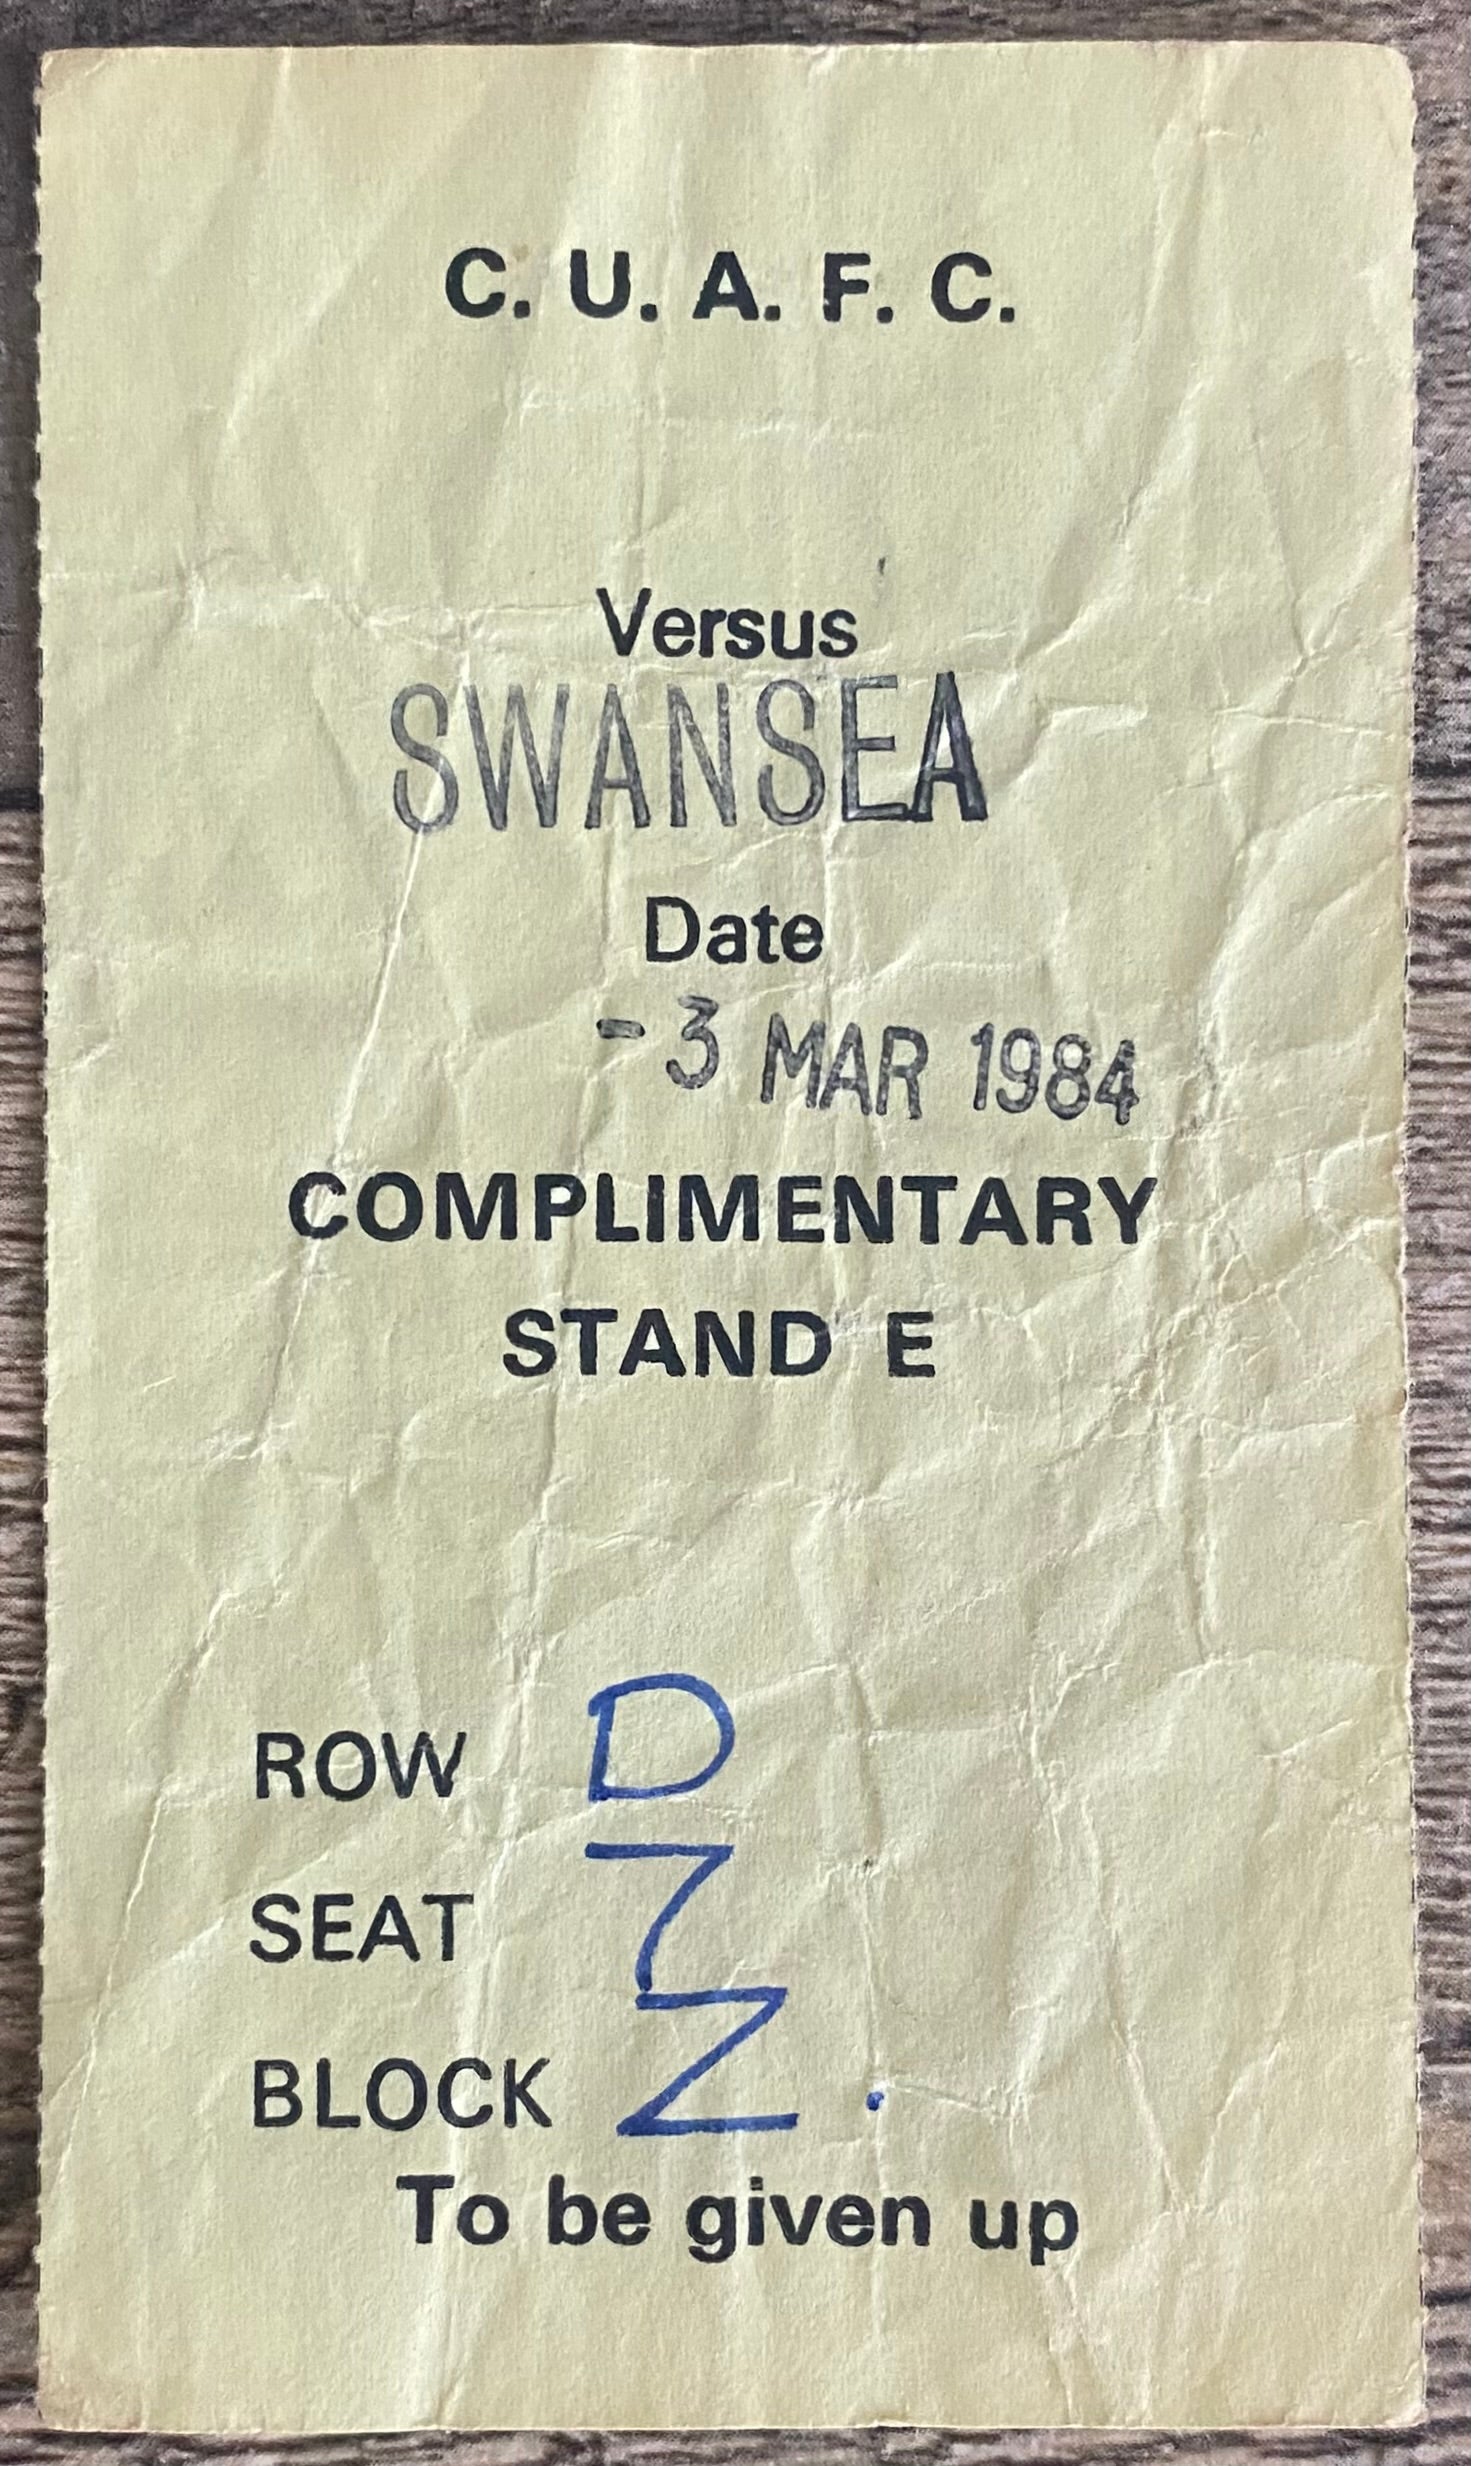 C. U. A. F. C.
Versus
SWANSEA
Date
-3 MAR 1984
COMPLIMENTARY
STAND E
ROW D
SEAT 7
BLOCK Z.
To be given up